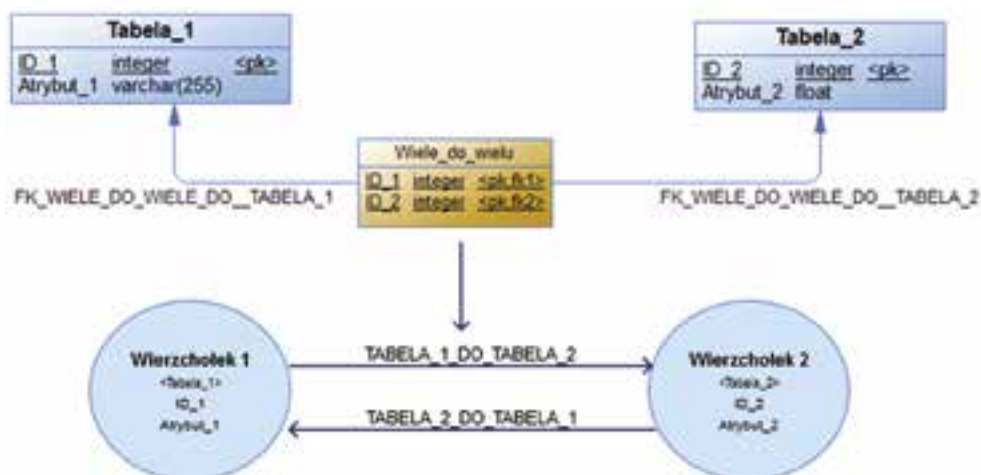 Tabela_1
ID_1 integer <pk>
Atrybut_1 varchar(255)
Tabela_2
ID_2 integer <pk>
Atrybut_2 float
Wiele_do_wielu
ID_1 integer <pk,fk1>
ID_2 integer <pk,fk2>
FK_WIELE_DO_WIELE_DO__TABELA_1
FK_WIELE_DO_WIELE_DO__TABELA_2
Wierzchołek 1
<Tabela_1>
ID_1
Atrybut_1
TABELA_1_DO_TABELA_2
TABELA_2_DO_TABELA_1
Wierzchołek 2
<Tabela_2>
ID_2
Atrybut_2